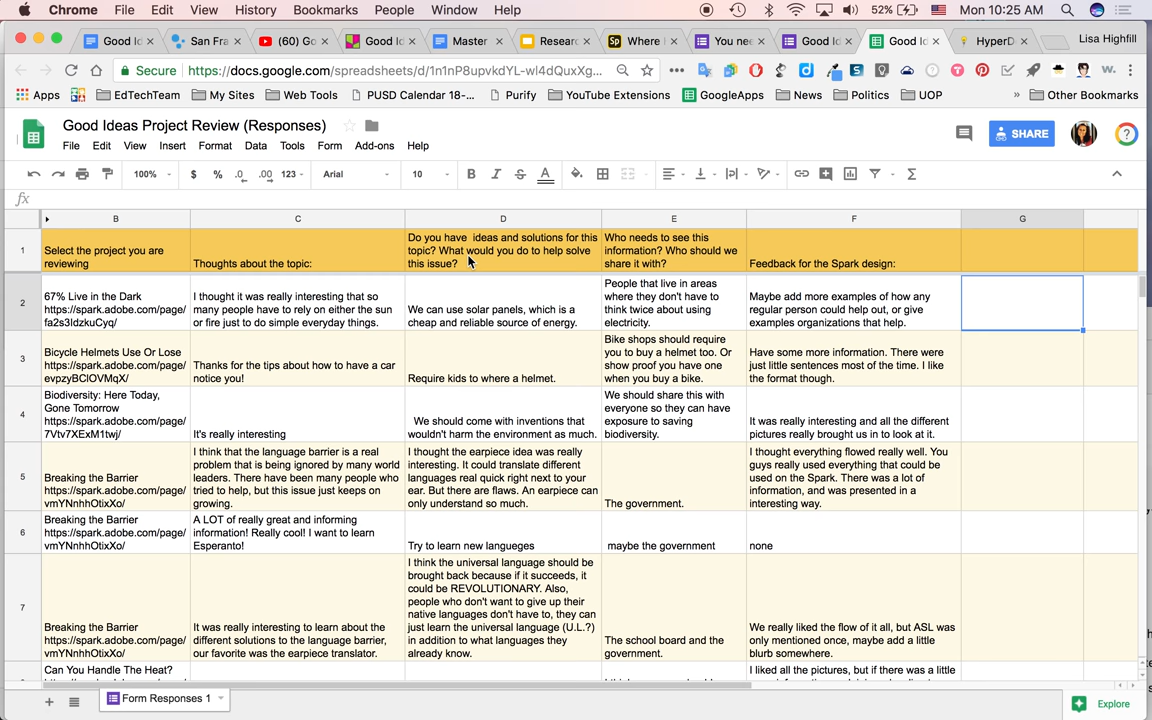 Chrome File Edit View History Bookmarks People Window Help 52% Mon 10:25 AM
Good Id San Fra (60) Go Good Id Master Researc Where You nee Good Id Good Id HyperD Lisa Highfill
Secure https://docs.google.com/spreadsheets/d/1n1nP8upvkdYL-wl4dQuxXg...
Apps EdTechTeam My Sites Web Tools PUSD Calendar 18-... Purify YouTube Extensions GoogleApps News Politics UOP » Other Bookmarks
Good Ideas Project Review (Responses)
SHARE
File Edit View Insert Format Data Tools Form Add-ons Help
100% $ % .0 .00 123 Arial 10 B I S A
fx
B C D E F G
1
Select the project you are
reviewing
Thoughts about the topic:
Do you have ideas and solutions for this
topic? What would you do to help solve
this issue?
Who needs to see this
information? Who should we
share it with?
Feedback for the Spark design:
2
67% Live in the Dark
https://spark.adobe.com/page/
fa2s3IdzkuCyq/
I thought it was really interesting that so
many people have to rely on either the sun
or fire just to do simple everyday things.
We can use solar panels, which is a
cheap and reliable source of energy.
People that live in areas
where they don't have to
think twice about using
electricity.
Maybe add more examples of how any
regular person could help out, or give
examples organizations that help.
3
Bicycle Helmets Use Or Lose
https://spark.adobe.com/page/
evpzyBClOVMqX/
Thanks for the tips about how to have a car
notice you!
Require kids to where a helmet.
Bike shops should require
you to buy a helmet too. Or
show proof you have one
when you buy a bike.
Have some more information. There were
just little sentences most of the time. I like
the format though.
4
Biodiversity: Here Today,
Gone Tomorrow
https://spark.adobe.com/page/
7Vtv7XExM1twj/
It's really interesting
We should come with inventions that
wouldn't harm the environment as much.
We should share this with
everyone so they can have
exposure to saving
biodiversity.
It was really interesting and all the different
pictures really brought us in to look at it.
5
Breaking the Barrier
https://spark.adobe.com/page/
vmYNnhhOtixXo/
I think that the language barrier is a real
problem that is being ignored by many world
leaders. There have been many people who
tried to help, but this issue just keeps on
growing.
I thought the earpiece idea was really
interesting. It could translate different
languages real quick right next to your
ear. But there are flaws. An earpiece can
only understand so much.
The government.
I thought everything flowed really well. You
guys really used everything that could be
used on the Spark. There was a lot of
information, and was presented in a
interesting way.
6
Breaking the Barrier
https://spark.adobe.com/page/
vmYNnhhOtixXo/
A LOT of really great and informing
information! Really cool! I want to learn
Esperanto!
Try to learn new langueges
maybe the government
none
7
Breaking the Barrier
https://spark.adobe.com/page/
vmYNnhhOtixXo/
It was really interesting to learn about the
different solutions to the language barrier,
our favorite was the earpiece translator.
I think the universal language should be
brought back because if it succeeds, it
could be REVOLUTIONARY. Also,
people who don't want to give up their
native languages don't have to, they can
just learn the universal language (U.L.?)
in addition to what languages they
already know.
The school board and the
government.
We really liked the flow of it all, but ASL was
only mentioned once, maybe add a little
blurb somewhere.
Can You Handle The Heat?
I liked all the pictures, but if there was a little
Form Responses 1
Explore